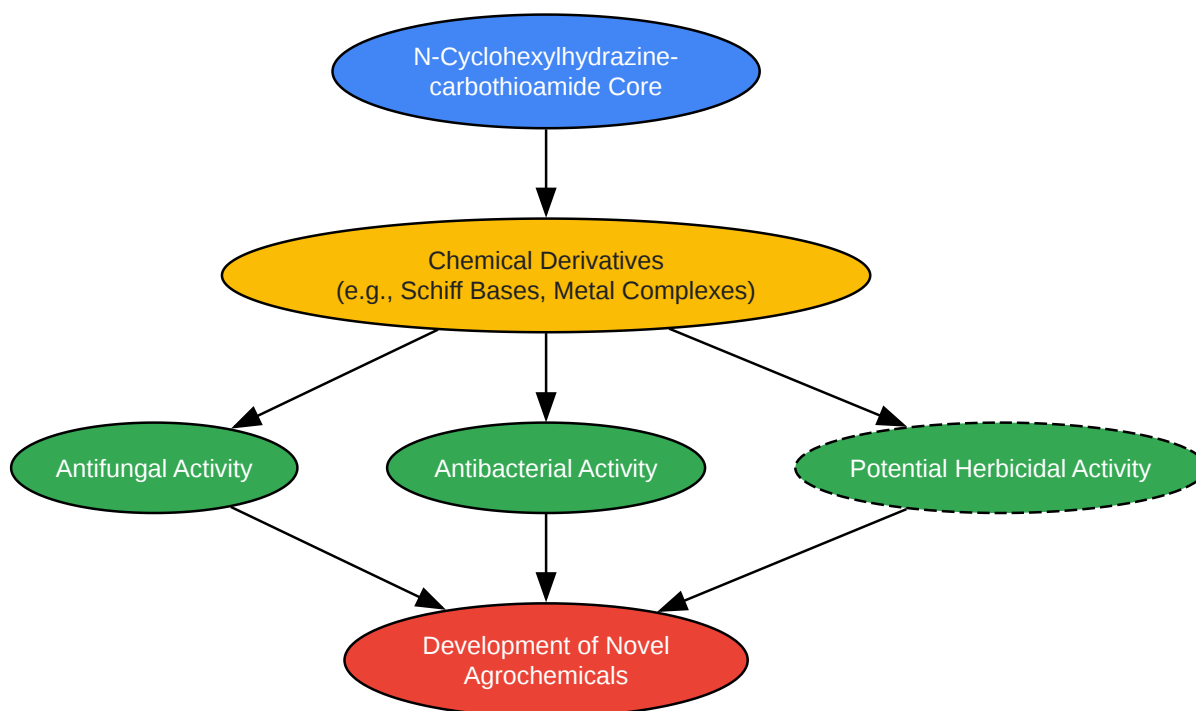 N-Cyclohexylhydrazine-
carbothioamide Core
Chemical Derivatives
(e.g., Schiff Bases, Metal Complexes)
Antifungal Activity
Antibacterial Activity
Potential Herbicidal Activity
Development of Novel
Agrochemicals